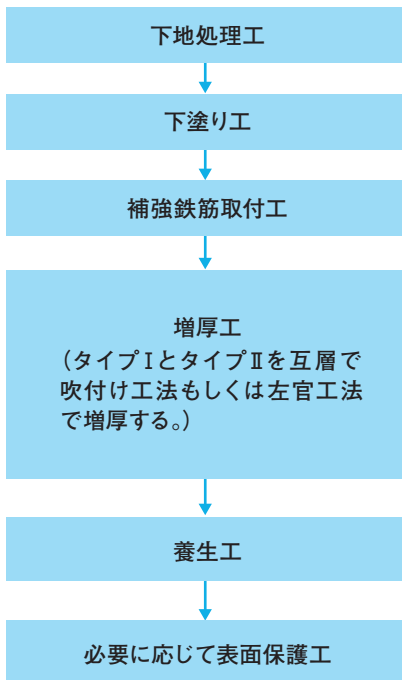 下地処理工
下塗り工
補強鉄筋取付工
増厚工
（タイプⅠとタイプⅡを互層で
吹付け工法もしくは左官工法
で増厚する。）
養生工
必要に応じて表面保護工